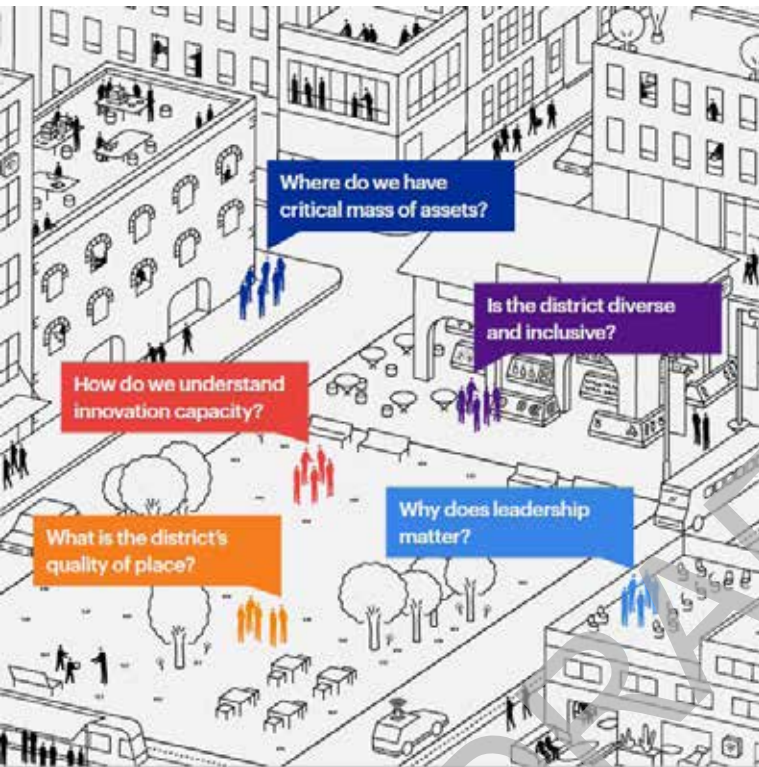 Where do we have
critical mass of assets?
Is the district diverse
and inclusive?
How do we understand
innovation capacity?
Why does leadership
matter?
What is the district's
quality of place?
DRA